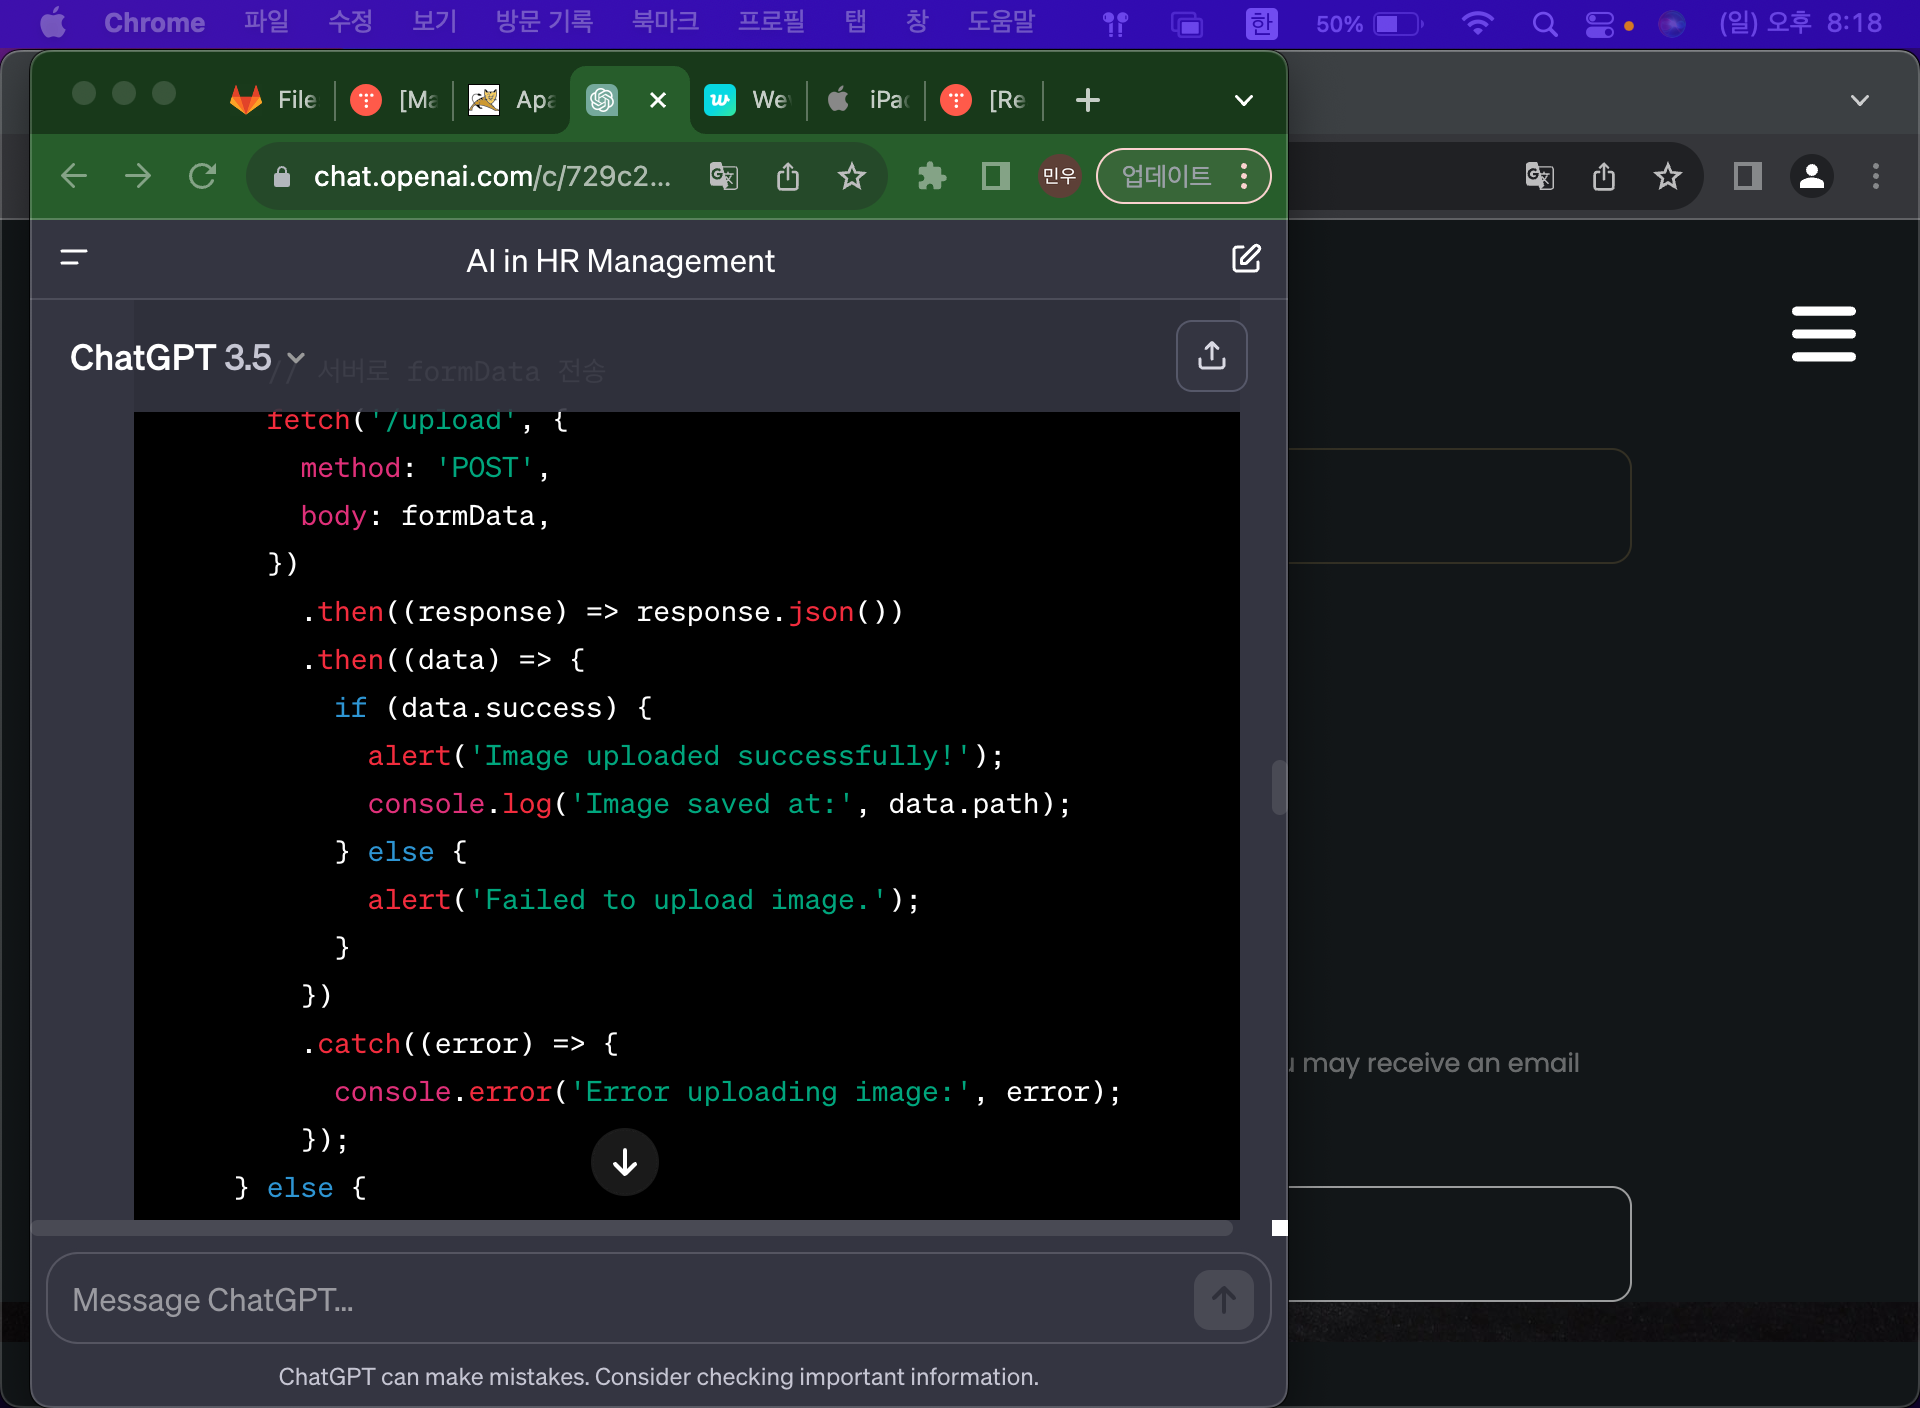 Chrome 파일 수정 보기 방문 기록 북마크 프로필 탭 창 도움말 한 50% (일) 오후 8:18
File [Ma Apa We iPad [Re
chat.openai.com/c/729c2... 민우 업데이트
AI in HR Management
ChatGPT 3.5
// 서버로 formData 전송
fetch('/upload', {
method: 'POST',
body: formData,
})
.then((response) => response.json())
.then((data) => {
if (data.success) {
alert('Image uploaded successfully!');
console.log('Image saved at:', data.path);
} else {
alert('Failed to upload image.');
}
})
.catch((error) => {
console.error('Error uploading image:', error);
});
} else {
may receive an email
Message ChatGPT...
ChatGPT can make mistakes. Consider checking important information.